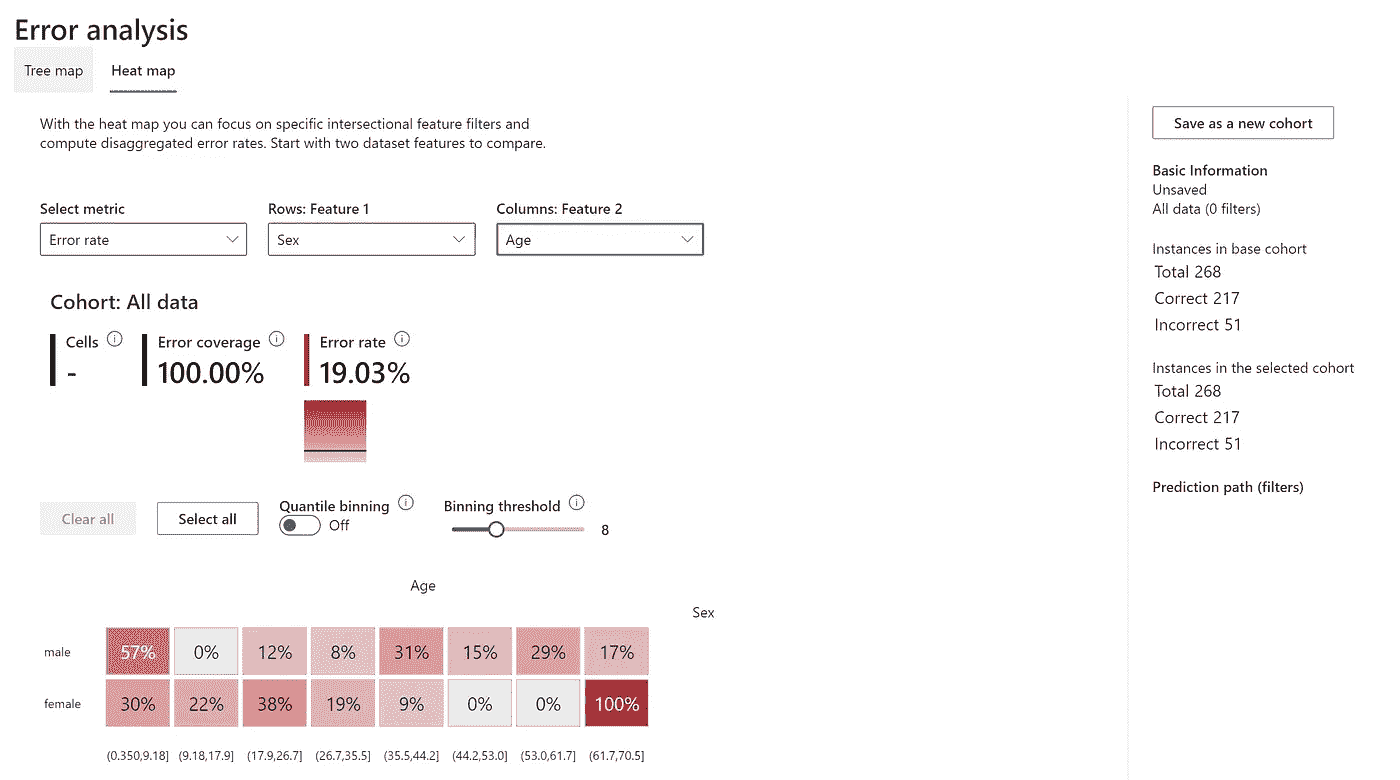 Error analysis
Tree map Heat map
With the heat map you can focus on specific intersectional feature filters and
compute disaggregated error rates. Start with two dataset features to compare.
Select metric Rows: Feature 1 Columns: Feature 2
Error rate Sex Age
Cohort: All data
Cells Error coverage Error rate
- 100.00% 19.03%
Clear all Select all Quantile binning Off Binning threshold 8
Age
Sex
male 57% 0% 12% 8% 31% 15% 29% 17%
female 30% 22% 38% 19% 9% 0% 0% 100%
(0.350,9.18] (9.18,17.9] (17.9,26.7] (26.7,35.5] (35.5,44.2] (44.2,53.0] (53.0,61.7] (61.7,70.5]
Save as a new cohort
Basic Information
Unsaved
All data (0 filters)
Instances in base cohort
Total 268
Correct 217
Incorrect 51
Instances in the selected cohort
Total 268
Correct 217
Incorrect 51
Prediction path (filters)